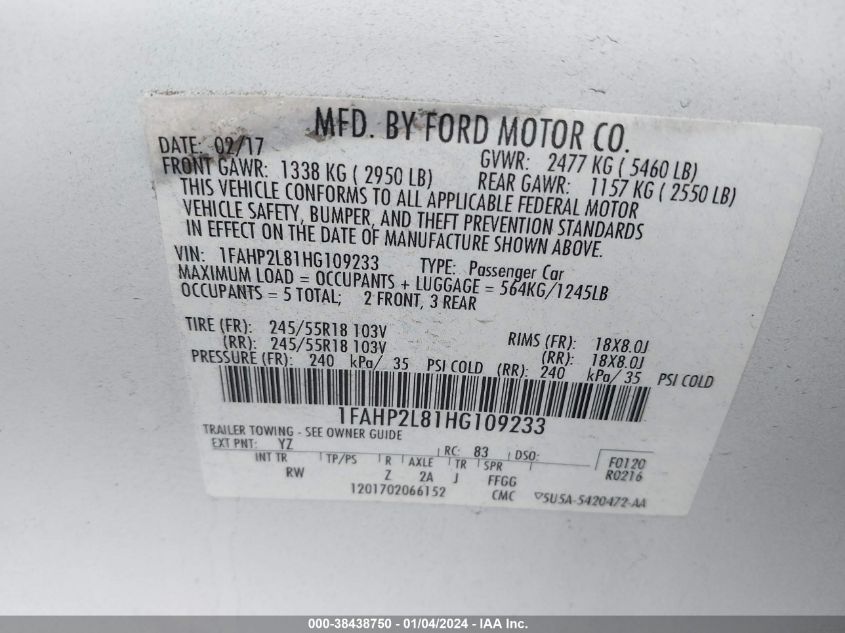 MFD. BY FORD MOTOR CO.
DATE: 02/17 GVWR: 2477 KG ( 5460 LB)
FRONT GAWR: 1338 KG ( 2950 LB) REAR GAWR: 1157 KG ( 2550 LB)
THIS VEHICLE CONFORMS TO ALL APPLICABLE FEDERAL MOTOR
VEHICLE SAFETY, BUMPER, AND THEFT PREVENTION STANDARDS
IN EFFECT ON THE DATE OF MANUFACTURE SHOWN ABOVE.
VIN: 1FAHP2L81HG109233 TYPE: Passenger Car
MAXIMUM LOAD = OCCUPANTS + LUGGAGE = 564KG/1245LB
OCCUPANTS = 5 TOTAL; 2 FRONT, 3 REAR
TIRE (FR): 245/55R18 103V RIMS (FR): 18X8.0J
(RR): 245/55R18 103V (RR): 18X8.0J
PRESSURE (FR): 240 kPa/ 35 PSI COLD (RR): 240 kPa/ 35 PSI COLD
1FAHP2L81HG109233
TRAILER TOWING - SEE OWNER GUIDE
EXT PNT: YZ RC: 83 DSO: F0120
INT TR TP/PS R AXLE TR SPR R0216
RW Z 2A J FFGG
1201702066152 CMC ▽SU5A-5420472-AA
000-38438750 - 01/04/2024 - IAA Inc.